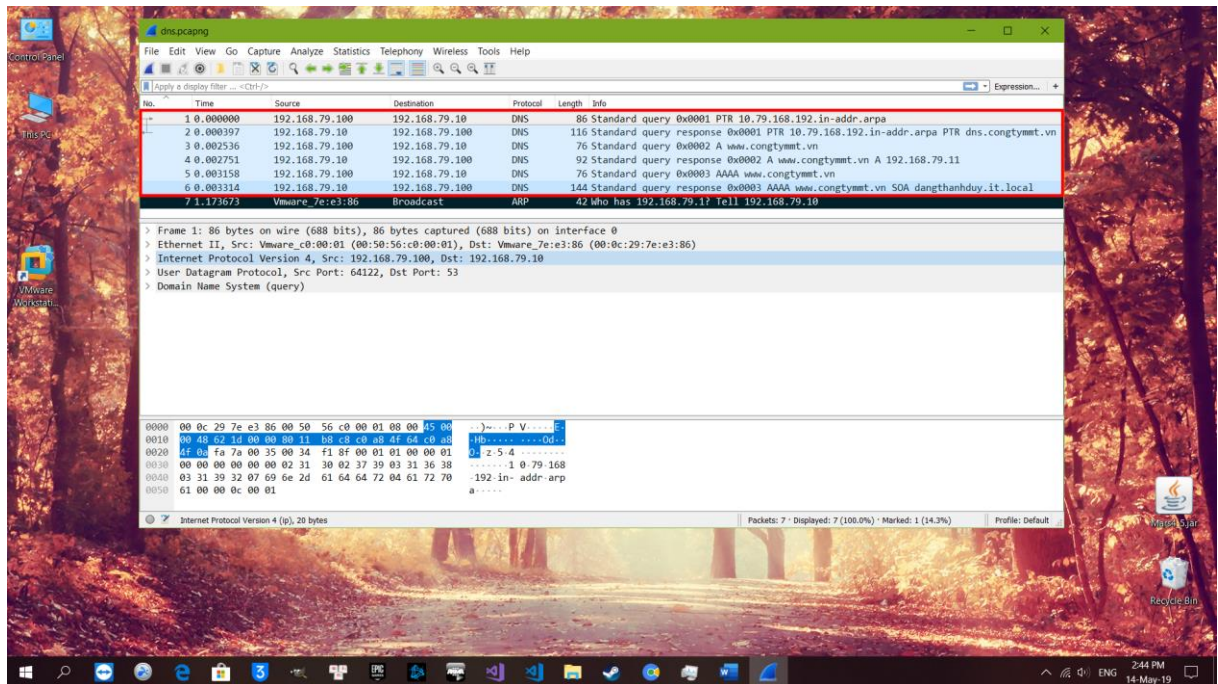 Control Panel
This PC
VMware
Workstati...
dns.pcapng
File Edit View Go Capture Analyze Statistics Telephony Wireless Tools Help
Apply a display filter ... <Ctrl-/>
Expression... +
No. Time Source Destination Protocol Length Info
1 0.000000 192.168.79.100 192.168.79.10 DNS 86 Standard query 0x0001 PTR 10.79.168.192.in-addr.arpa
2 0.000397 192.168.79.10 192.168.79.100 DNS 116 Standard query response 0x0001 PTR 10.79.168.192.in-addr.arpa PTR dns.congtymmt.vn
3 0.002536 192.168.79.100 192.168.79.10 DNS 76 Standard query 0x0002 A www.congtymmt.vn
4 0.002751 192.168.79.10 192.168.79.100 DNS 92 Standard query response 0x0002 A www.congtymmt.vn A 192.168.79.11
5 0.003158 192.168.79.100 192.168.79.10 DNS 76 Standard query 0x0003 AAAA www.congtymmt.vn
6 0.003314 192.168.79.10 192.168.79.100 DNS 144 Standard query response 0x0003 AAAA www.congtymmt.vn SOA dangthanhduy.it.local
7 1.173673 Vmware_7e:e3:86 Broadcast ARP 42 Who has 192.168.79.1? Tell 192.168.79.10
> Frame 1: 86 bytes on wire (688 bits), 86 bytes captured (688 bits) on interface 0
> Ethernet II, Src: Vmware_c0:00:01 (00:50:56:c0:00:01), Dst: Vmware_7e:e3:86 (00:0c:29:7e:e3:86)
> Internet Protocol Version 4, Src: 192.168.79.100, Dst: 192.168.79.10
> User Datagram Protocol, Src Port: 64122, Dst Port: 53
> Domain Name System (query)
0000 00 0c 29 7e e3 86 00 50 56 c0 00 01 08 00 45 00 ··)~···P V·····E·
0010 00 48 62 1d 00 00 80 11 b8 c8 c0 a8 4f 64 c0 a8 ·Hb····· ····Od··
0020 4f 0a fa 7a 00 35 00 34 f1 8f 00 01 01 00 00 01 O··z·5·4 ········
0030 00 00 00 00 00 00 02 31 30 02 37 39 03 31 36 38 ·······1 0·79·168
0040 03 31 39 32 07 69 6e 2d 61 64 64 72 04 61 72 70 ·192·in- addr·arp
0050 61 00 00 0c 00 01 a·····
Internet Protocol Version 4 (ip), 20 bytes
Packets: 7 · Displayed: 7 (100.0%) · Marked: 1 (14.3%)
Profile: Default
Mars4_5.jar
Recycle Bin
EPIC
ENG
2:44 PM
14-May-19